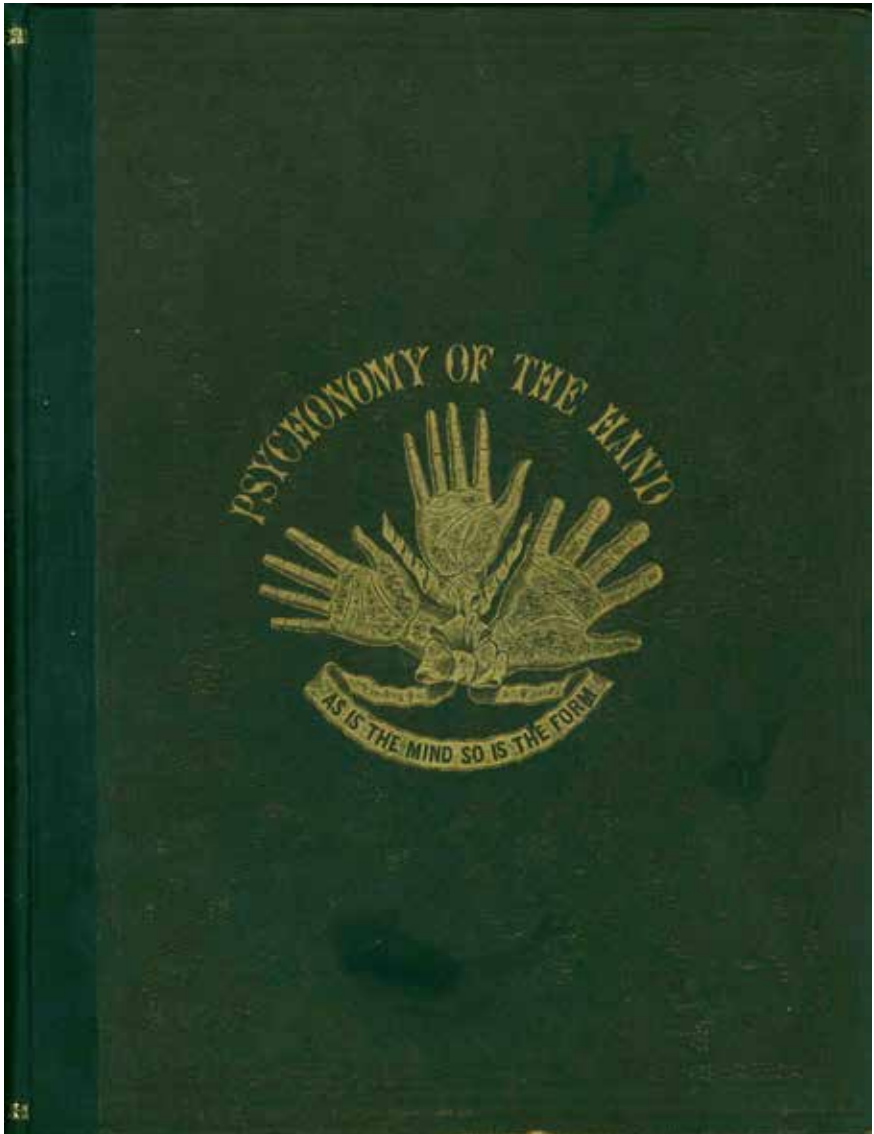 PSYCHONOMY OF THE HAND
AS IS THE MIND SO IS THE FORM